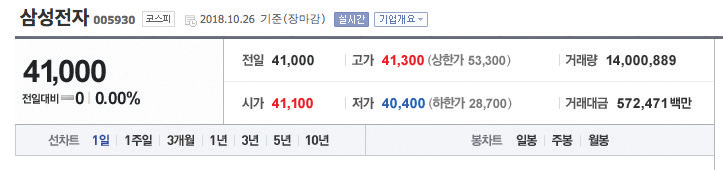 삼성전자 005930 코스피 2018.10.26 기준(장마감) 실시간 기업개요
41,000
전일대비 0 0.00%
전일 41,000 고가 41,300 (상한가 53,300) 거래량 14,000,889
시가 41,100 저가 40,400 (하한가 28,700) 거래대금 572,471 백만
선차트 1일 1주일 3개월 1년 3년 5년 10년 봉차트 일봉 주봉 월봉